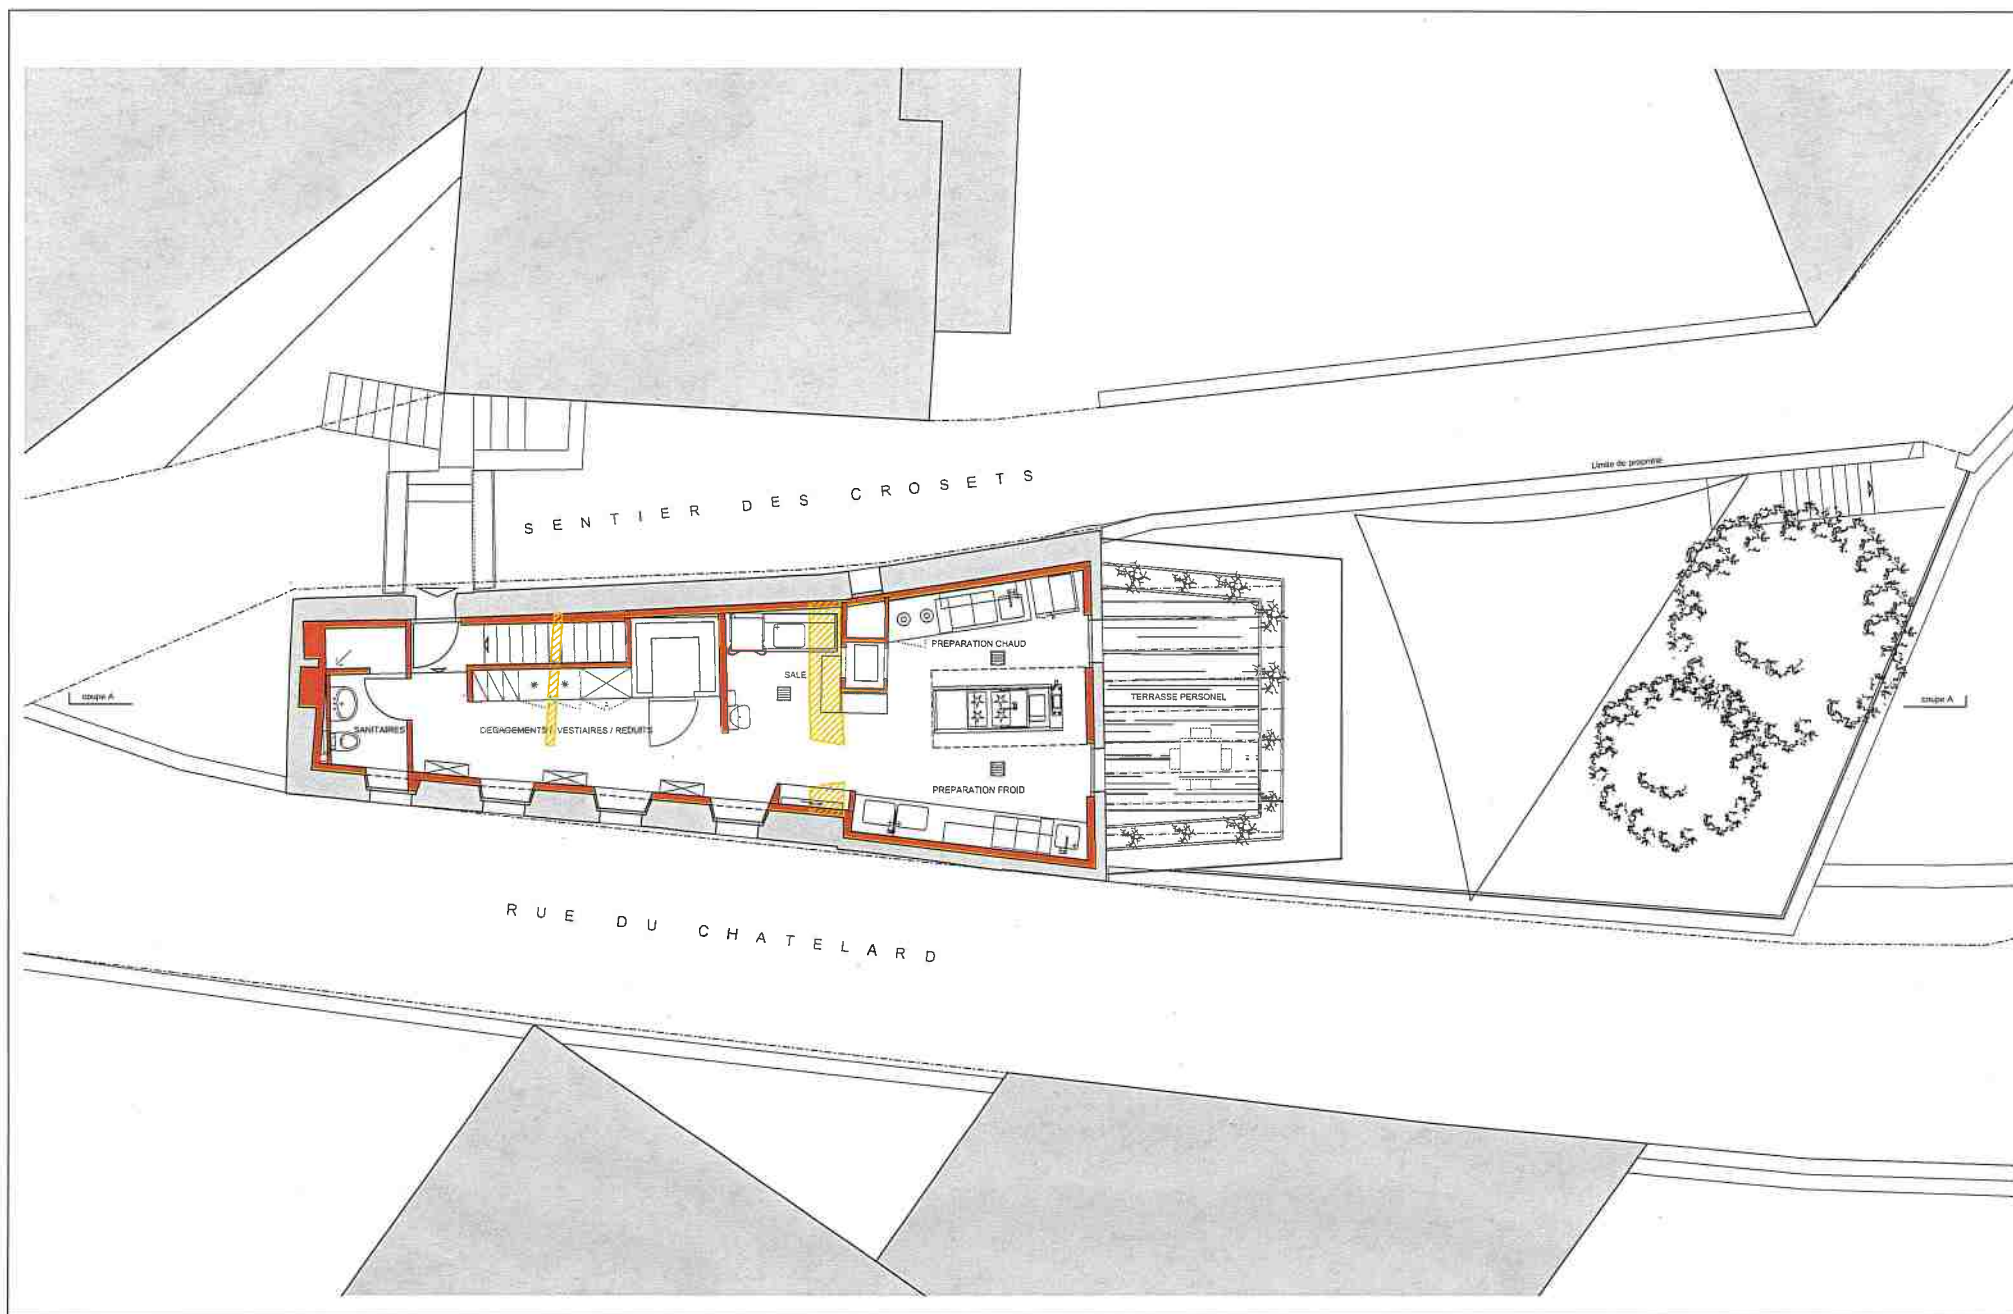 Limite de propriété
SENTIER DES CROSETS
PREPARATION CHAUD
SALE
coupe A
TERRASSE PERSONEL
coupe A
SANITAIRES
DEGAGEMENTS / VESTIAIRES / REDUITS
PREPARATION FROID
RUE DU CHATELARD